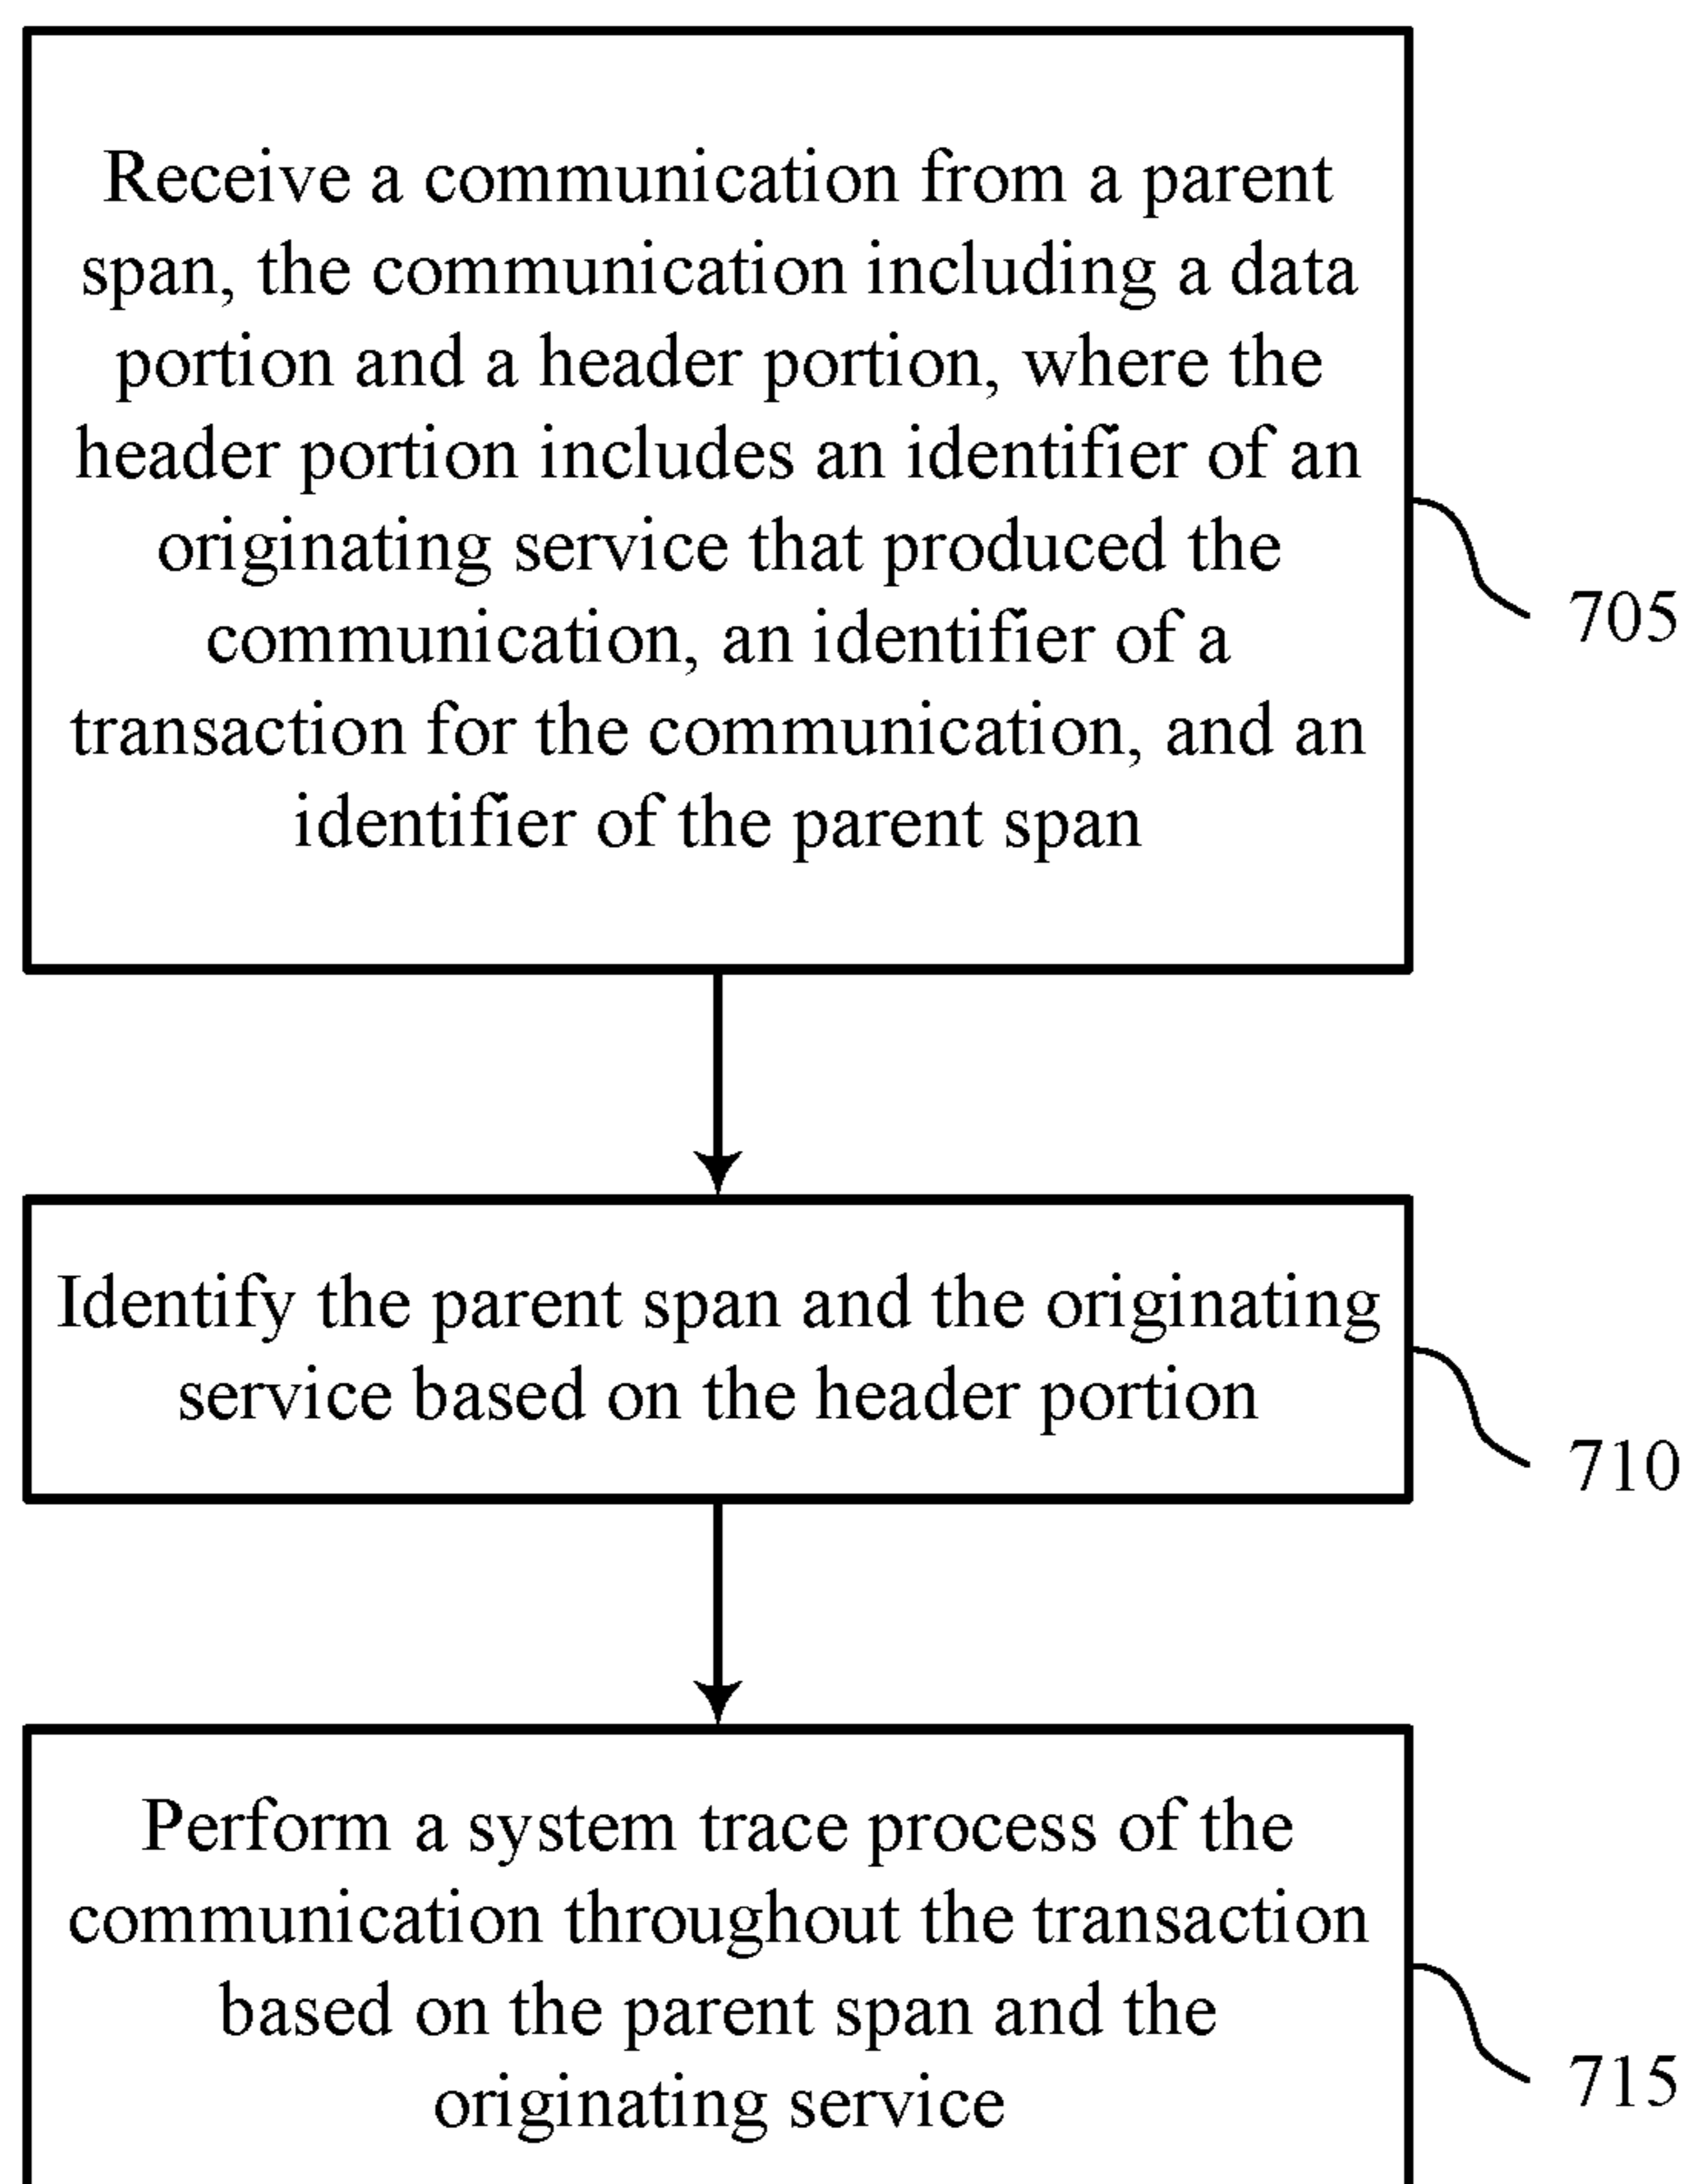 Receive a communication from a parent
span, the communication including a data
portion and a header portion, where the
header portion includes an identifier of an
originating service that produced the
communication, an identifier of a
transaction for the communication, and an
identifier of the parent span
705
Identify the parent span and the originating
service based on the header portion
710
Perform a system trace process of the
communication throughout the transaction
based on the parent span and the
originating service
715